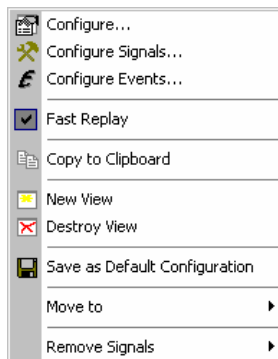 Configure...
Configure Signals...
Configure Events...
Fast Replay
Copy to Clipboard
New View
Destroy View
Save as Default Configuration
Move to
Remove Signals